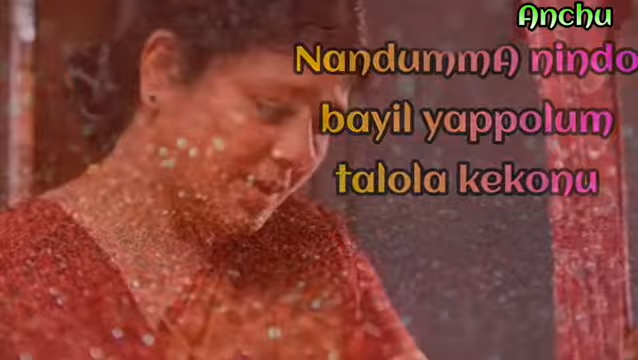 Anchu
NandummA nindo
bayil yappolum
talola kekonu